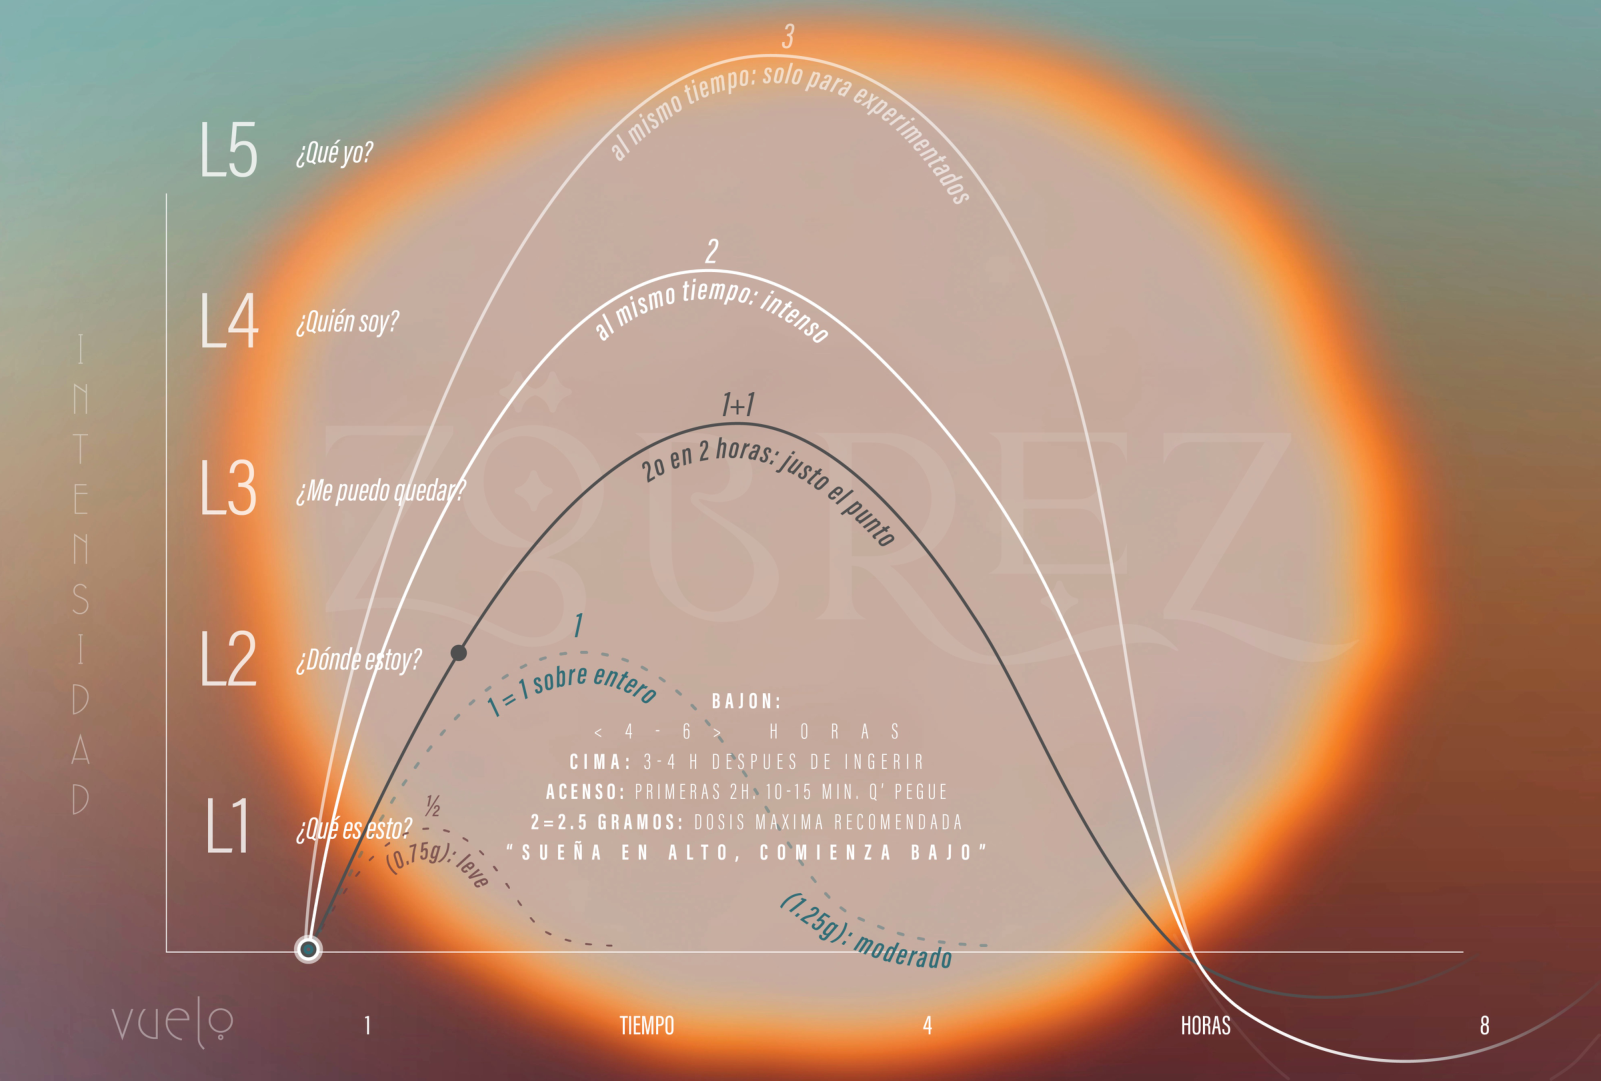 3
al mismo tiempo: solo para experimentados
L5 ¿Qué yo?
2
al mismo tiempo: intenso
L4 ¿Quién soy?
1+1
2o en 2 horas: justo el punto
ZOBREZ
L3 ¿Me puedo quedar?
INTENSIDAD
1
1 = 1 sobre entero
L2 ¿Dónde estoy?
BAJON:
< 4 - 6 > HORAS
CIMA: 3-4 H DESPUES DE INGERIR
ACENSO: PRIMERAS 2H. 10-15 MIN. Q' PEGUE
2=2.5 GRAMOS: DOSIS MAXIMA RECOMENDADA
"SUEÑA EN ALTO, COMIENZA BAJO"
½
(0.75g): leve
L1 ¿Qué es esto?
(1.25g): moderado
vuelo
1 TIEMPO 4 HORAS 8